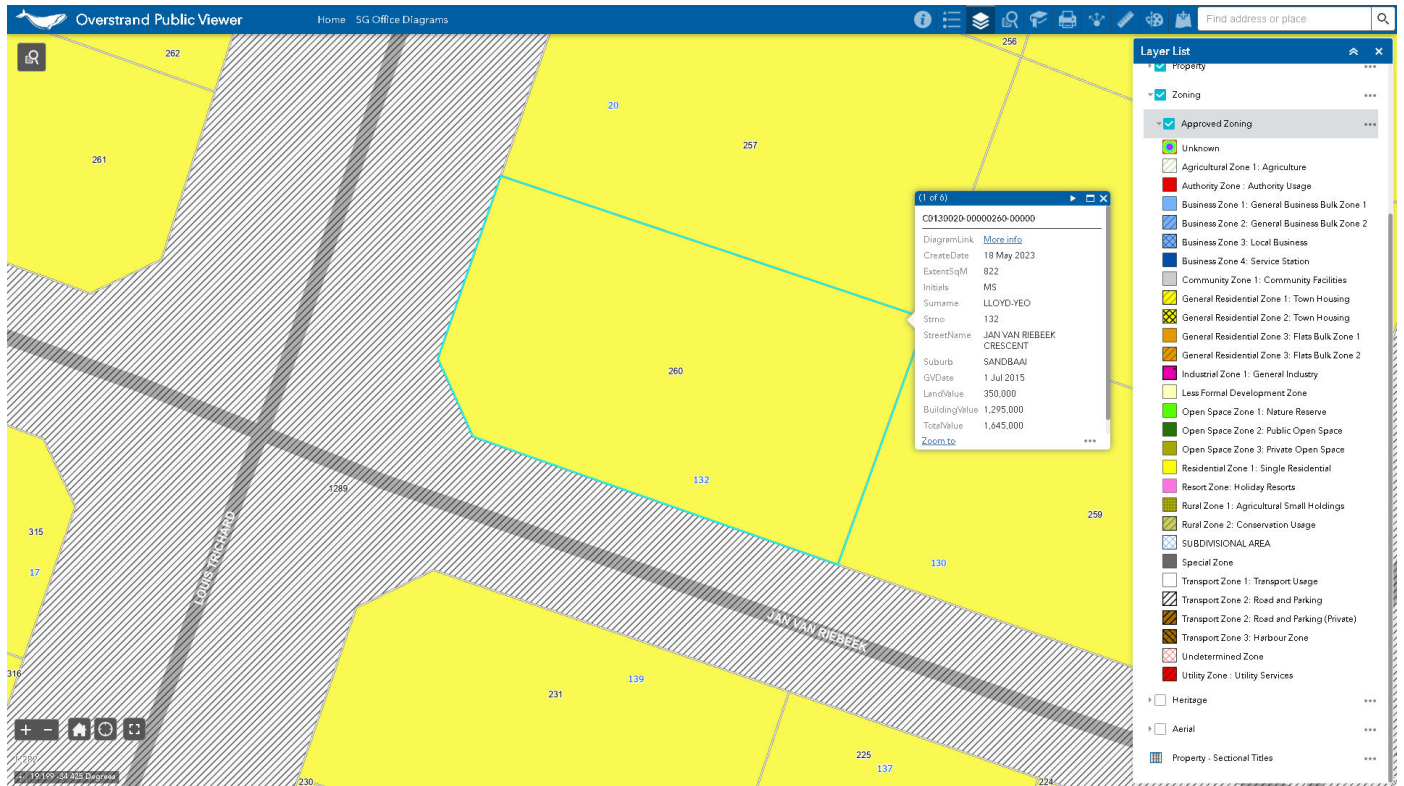 Overstrand Public Viewer
Home SG Office Diagrams
Find address or place
262
256
20
257
261
260
132
1289
315
17
259
130
LOUIS TRICHARD
JAN VAN RIEBEEK
316
139
231
225
137
230
224
19.199 -34.425 Degrees
(1 of 6)
C0130020-00000260-00000
DiagramLink More info
CreateDate 18 May 2023
ExtentSqM 822
Initials MS
Surname LLOYD-YEO
Strno 132
StreetName JAN VAN RIEBEEK
CRESCENT
Suburb SANDBAAI
GVDate 1 Jul 2015
LandValue 350,000
BuildingValue 1,295,000
TotalValue 1,645,000
Zoom to
Layer List
Property
Zoning
Approved Zoning
Unknown
Agricultural Zone 1: Agriculture
Authority Zone : Authority Usage
Business Zone 1: General Business Bulk Zone 1
Business Zone 2: General Business Bulk Zone 2
Business Zone 3: Local Business
Business Zone 4: Service Station
Community Zone 1: Community Facilities
General Residential Zone 1: Town Housing
General Residential Zone 2: Town Housing
General Residential Zone 3: Flats Bulk Zone 1
General Residential Zone 3: Flats Bulk Zone 2
Industrial Zone 1: General Industry
Less Formal Development Zone
Open Space Zone 1: Nature Reserve
Open Space Zone 2: Public Open Space
Open Space Zone 3: Private Open Space
Residential Zone 1: Single Residential
Resort Zone: Holiday Resorts
Rural Zone 1: Agricultural Small Holdings
Rural Zone 2: Conservation Usage
SUBDIVISIONAL AREA
Special Zone
Transport Zone 1: Transport Usage
Transport Zone 2: Road and Parking
Transport Zone 2: Road and Parking (Private)
Transport Zone 3: Harbour Zone
Undetermined Zone
Utility Zone : Utility Services
Heritage
Aerial
Property - Sectional Titles